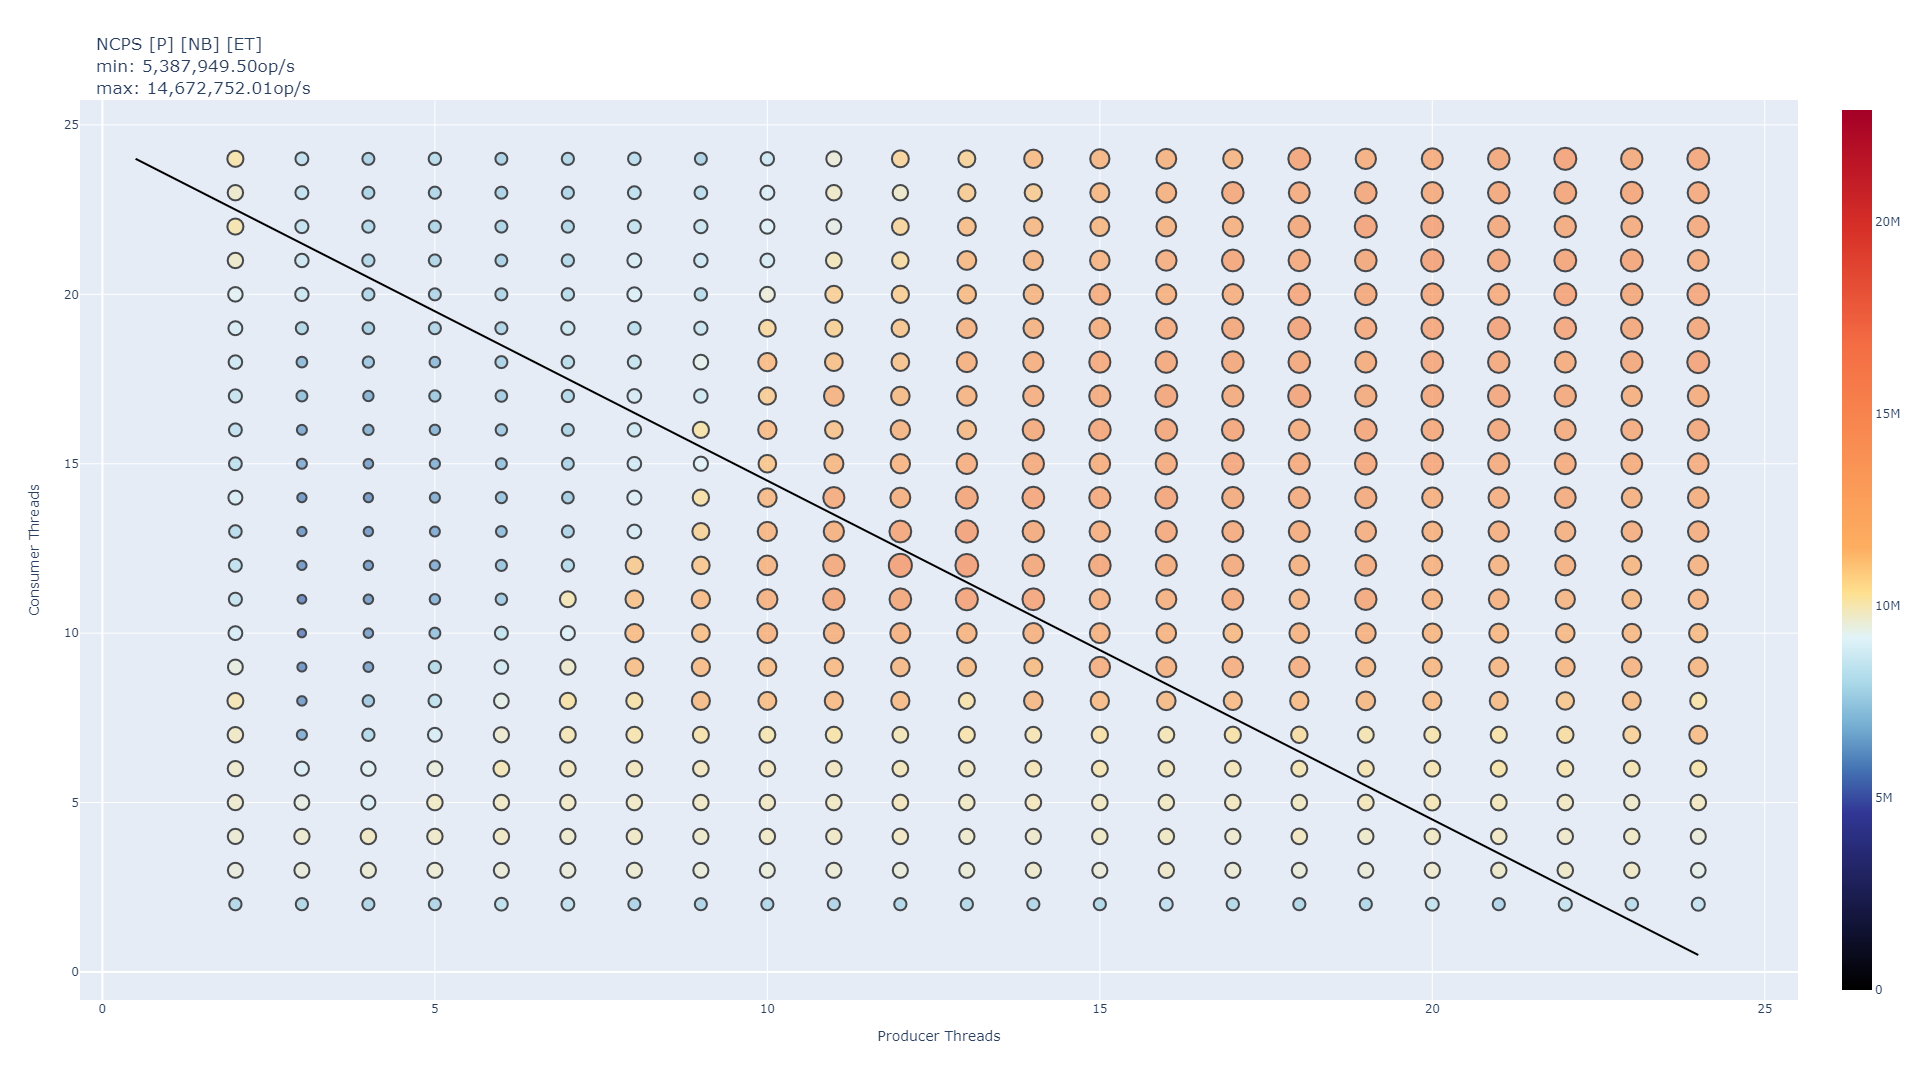 NCPS [P] [NB] [ET]
min: 5,387,949.50op/s
max: 14,672,752.01op/s
25
20
15
10
5
0
Consumer Threads
0
5
10
15
20
25
Producer Threads
20M
15M
10M
5M
0